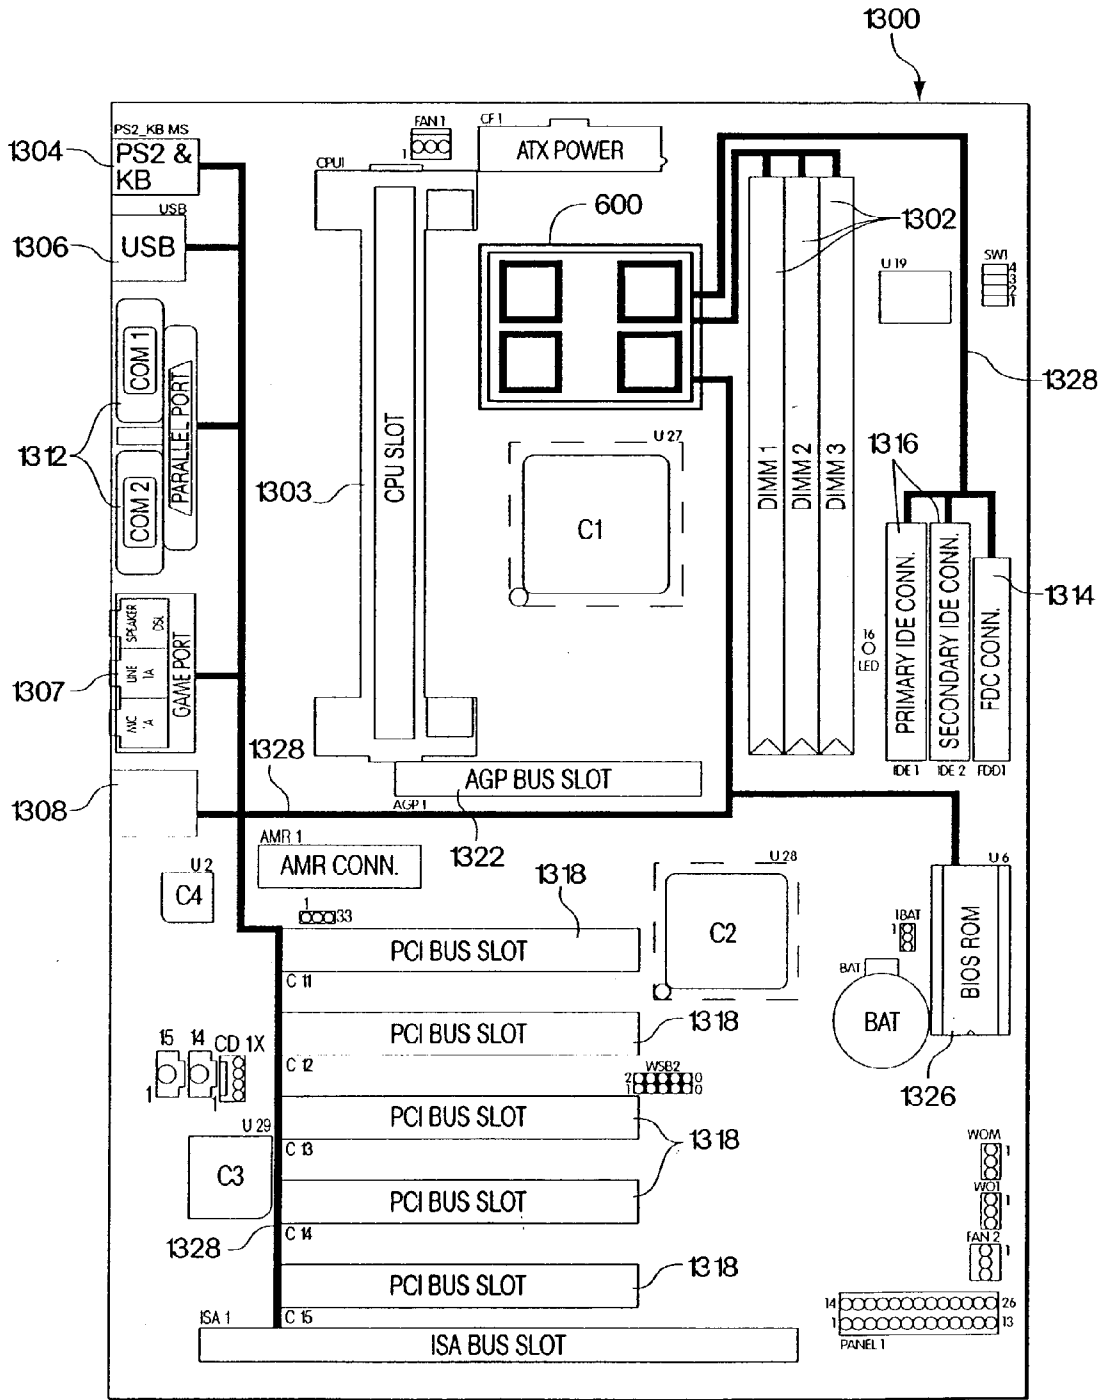 1300
PS2_KB MS
1304
PS2 &
KB
FAN 1
1
CF1
ATX POWER
CPU1
600
1302
USB
1306
USB
U 19
SW1
4
3
2
1
COM 1
PARALLEL PORT
1312
COM 2
1328
U 27
1303
CPU SLOT
C1
DIMM 1
DIMM 2
DIMM 3
1316
PRIMARY IDE CONN.
SECONDARY IDE CONN.
FDC CONN.
1314
16
LED
IDE 1
IDE 2
FDD1
SPEAKER
LINE
1A
MIC
1A
GAME PORT
1307
1328
AGP BUS SLOT
AGP 1
1308
1322
AMR 1
AMR CONN.
U 2
C4
1
33
1318
PCI BUS SLOT
C 11
U 28
C2
U 6
1BAT
1
BIOS ROM
BAT
BAT
PCI BUS SLOT
1318
C 12
15
14
CD 1X
1
1
WSB2
2
0
1
0
1326
PCI BUS SLOT
1318
C 13
U 29
C3
WOM
1
WO1
1
PCI BUS SLOT
C 14
1328
FAN 2
1
PCI BUS SLOT
1318
C 15
14
26
1
13
PANEL 1
ISA 1
ISA BUS SLOT